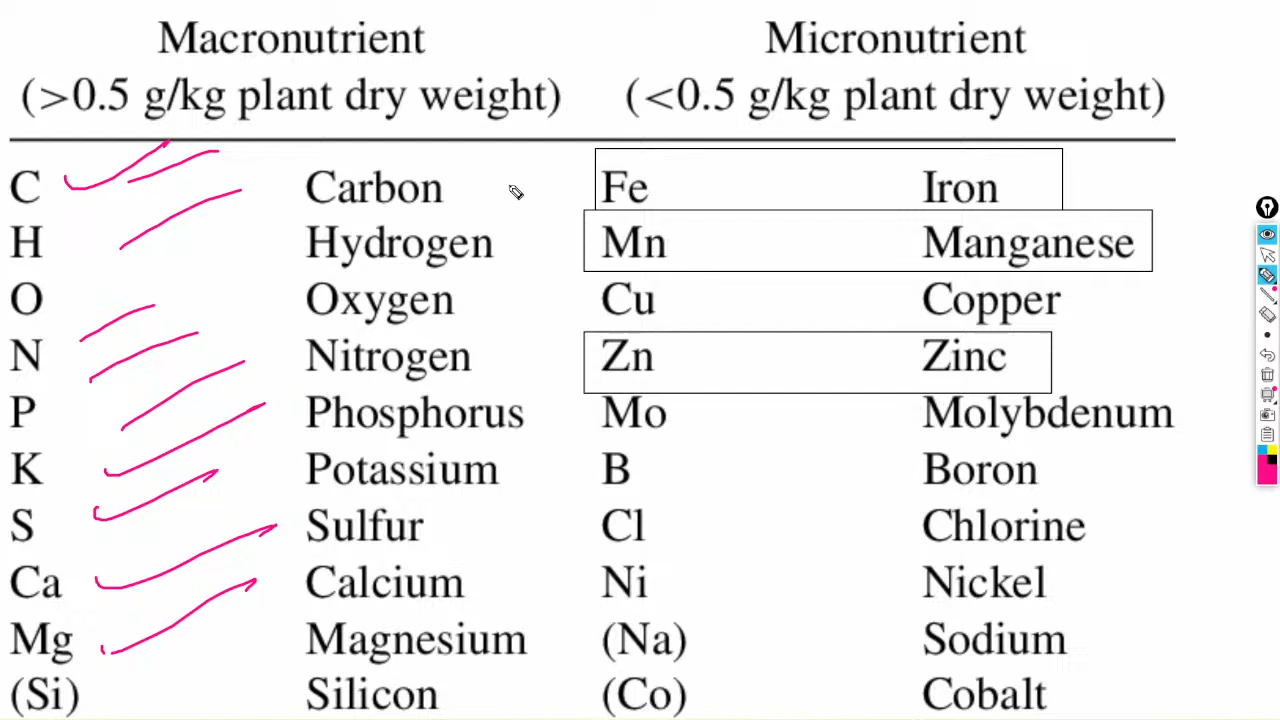 Macronutrient Micronutrient
(>0.5 g/kg plant dry weight) (<0.5 g/kg plant dry weight)
C Carbon Fe Iron
H Hydrogen Mn Manganese
O Oxygen Cu Copper
N Nitrogen Zn Zinc
P Phosphorus Mo Molybdenum
K Potassium B Boron
S Sulfur Cl Chlorine
Ca Calcium Ni Nickel
Mg Magnesium (Na) Sodium
(Si) Silicon (Co) Cobalt